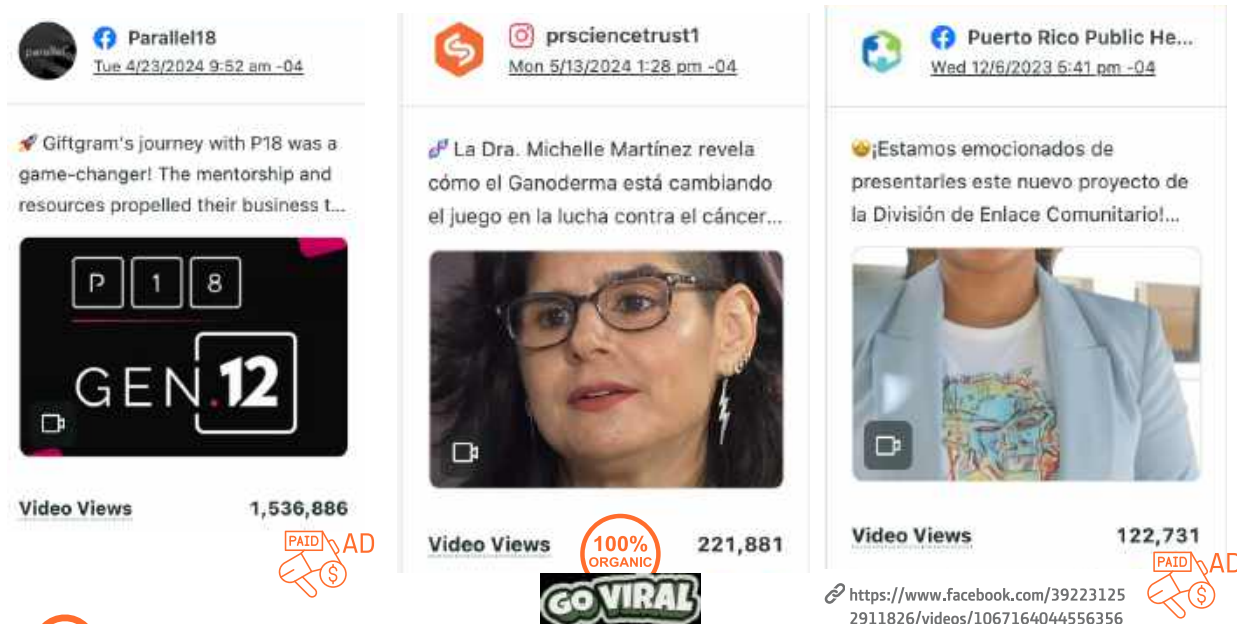 parallel
Parallel18
Tue 4/23/2024 9:52 am -04
🚀 Giftgram's journey with P18 was a
game-changer! The mentorship and
resources propelled their business t...
P 1 8
GEN.12
Video Views 1,536,886
PAID AD
prsciencetrust1
Mon 5/13/2024 1:28 pm -04
🧬 La Dra. Michelle Martínez revela
cómo el Ganoderma está cambiando
el juego en la lucha contra el cáncer...
Video Views 221,881
100%
ORGANIC
GO VIRAL
Puerto Rico Public He...
Wed 12/6/2023 5:41 pm -04
🤩¡Estamos emocionados de
presentarles este nuevo proyecto de
la División de Enlace Comunitario!...
Video Views 122,731
PAID AD
https://www.facebook.com/39223125
2911826/videos/1067164044556356